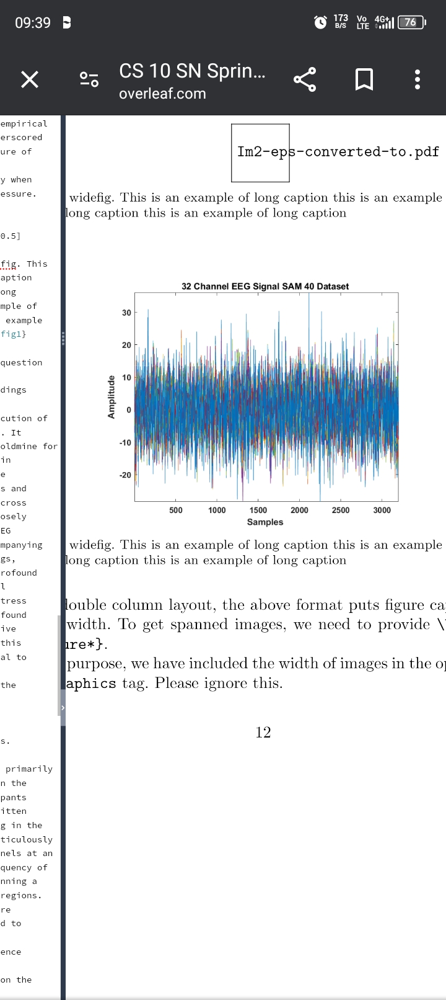 09:39
173 B/S Vo LTE 4G+ 76
CS 10 SN Sprin...
overleaf.com
empirical
erscored
ure of
y when
essure.
0.5]
fig. This
aption
ong
mple of
example
fig1}
question
dings
cution of
. It
oldmine for
in
e
s and
cross
osely
EG
mpanying
gs,
rofound
l
tress
found
ive
this
al to
the
s.
primarily
n the
pants
itten
g in the
ticulously
nels at an
quency of
nning a
regions.
re
d to
ence
on the
Im2-eps-converted-to.pdf
widefig. This is an example of long caption this is an example
long caption this is an example of long caption
32 Channel EEG Signal SAM 40 Dataset
30
20
10
0
-10
-20
Amplitude
500 1000 1500 2000 2500 3000
Samples
widefig. This is an example of long caption this is an example
long caption this is an example of long caption
louble column layout, the above format puts figure ca
width. To get spanned images, we need to provide \
ure*}.
purpose, we have included the width of images in the o
aphics tag. Please ignore this.
12